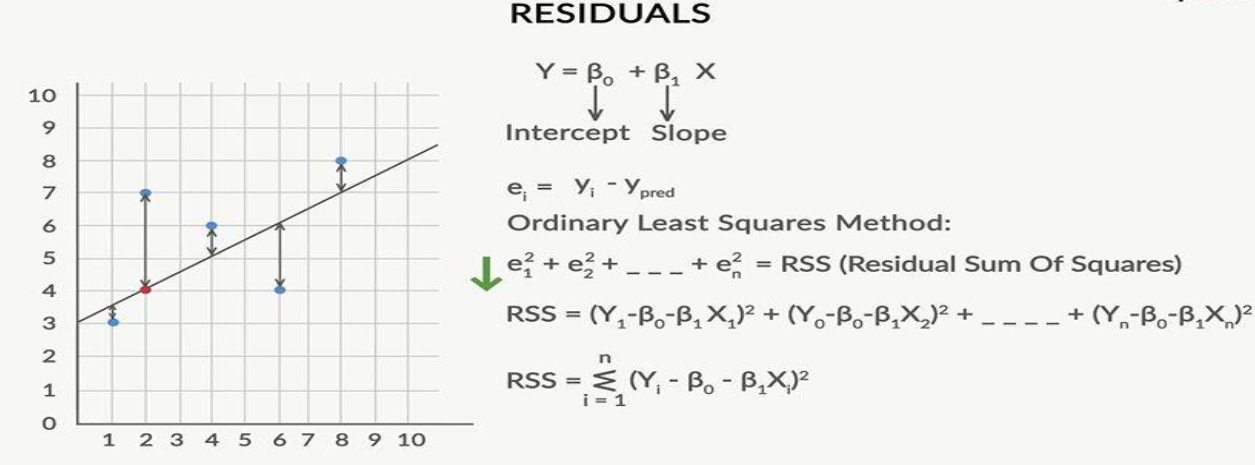 RESIDUALS
Y = β₀ + β₁ X
Intercept Slope
eᵢ = yᵢ - ypred
Ordinary Least Squares Method:
e₁² + e₂² + _ _ _ + eₙ² = RSS (Residual Sum Of Squares)
RSS = (Y₁-β₀-β₁X₁)² + (Y₀-β₀-β₁X₂)² + _ _ _ _ + (Yₙ-β₀-β₁Xₙ)²
n
RSS = Σ (Yᵢ - β₀ - β₁Xᵢ)²
i = 1
10
9
8
7
6
5
4
3
2
1
0
1 2 3 4 5 6 7 8 9 10